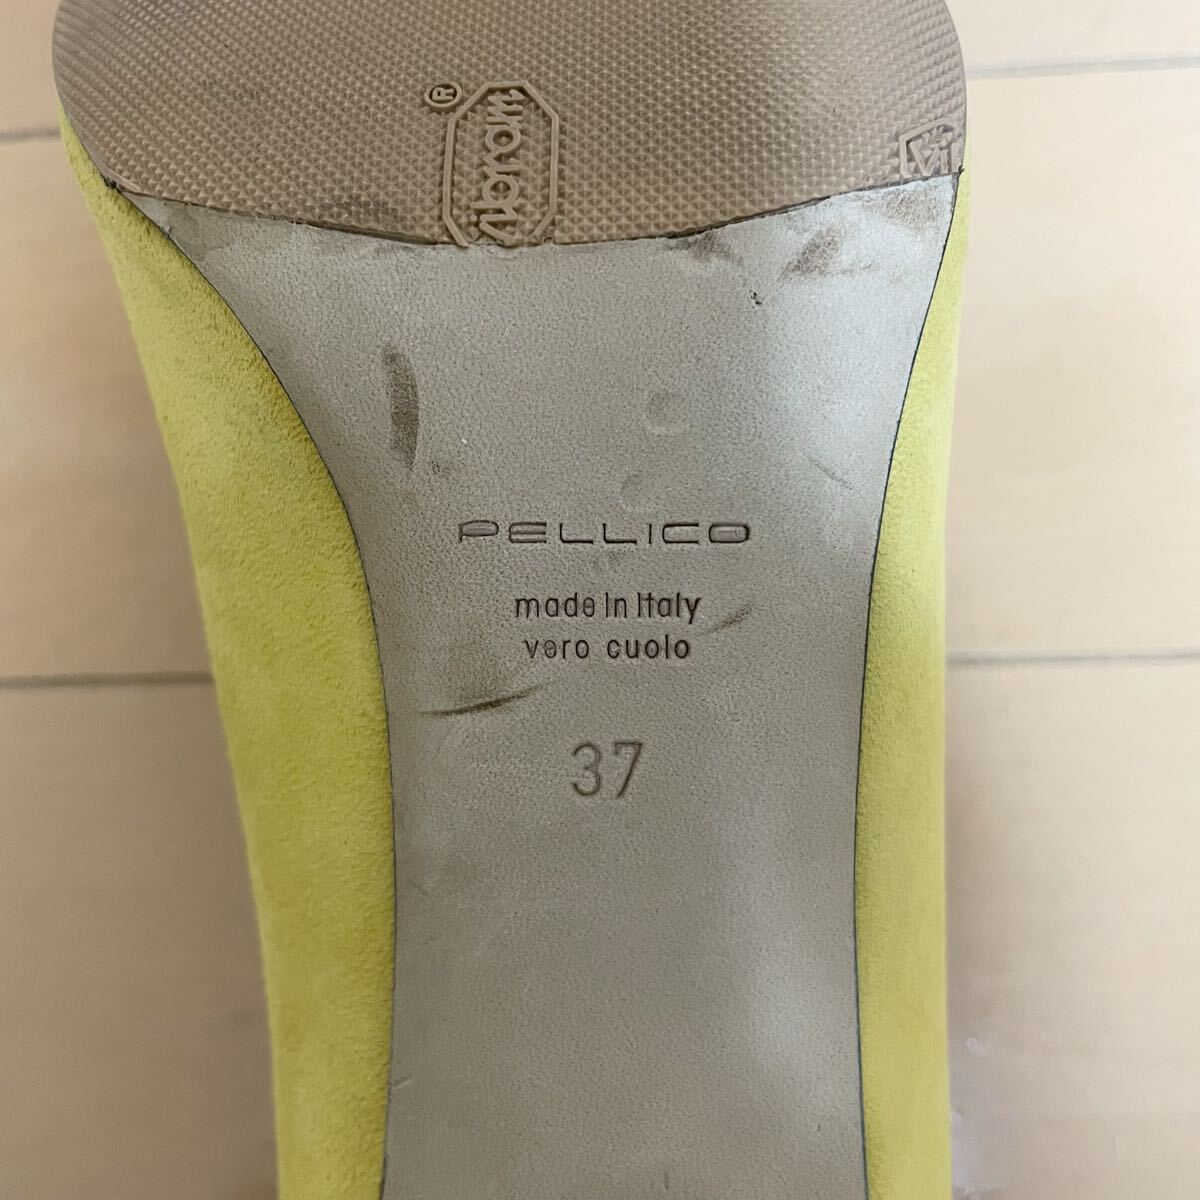 vibram®
PELLICO
made in Italy
vero cuoio
37